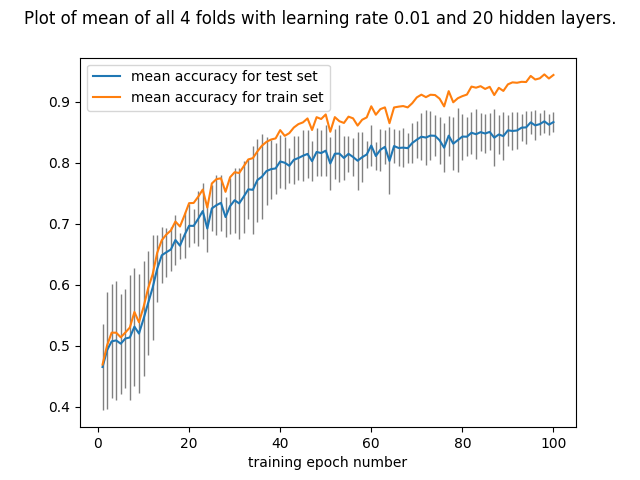 Plot of mean of all 4 folds with learning rate 0.01 and 20 hidden layers.
mean accuracy for test set
mean accuracy for train set
0.9
0.8
0.7
0.6
0.5
0.4
0 20 40 60 80 100
training epoch number